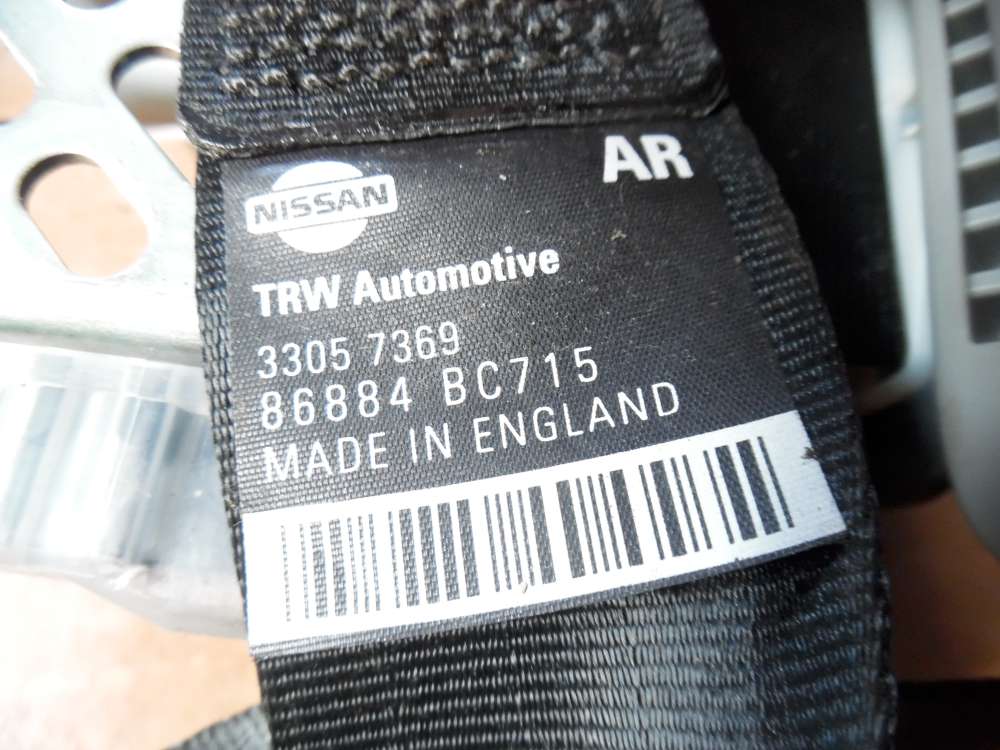 AR
NISSAN
TRW Automotive
3305 7369
86884 BC715
MADE IN ENGLAND